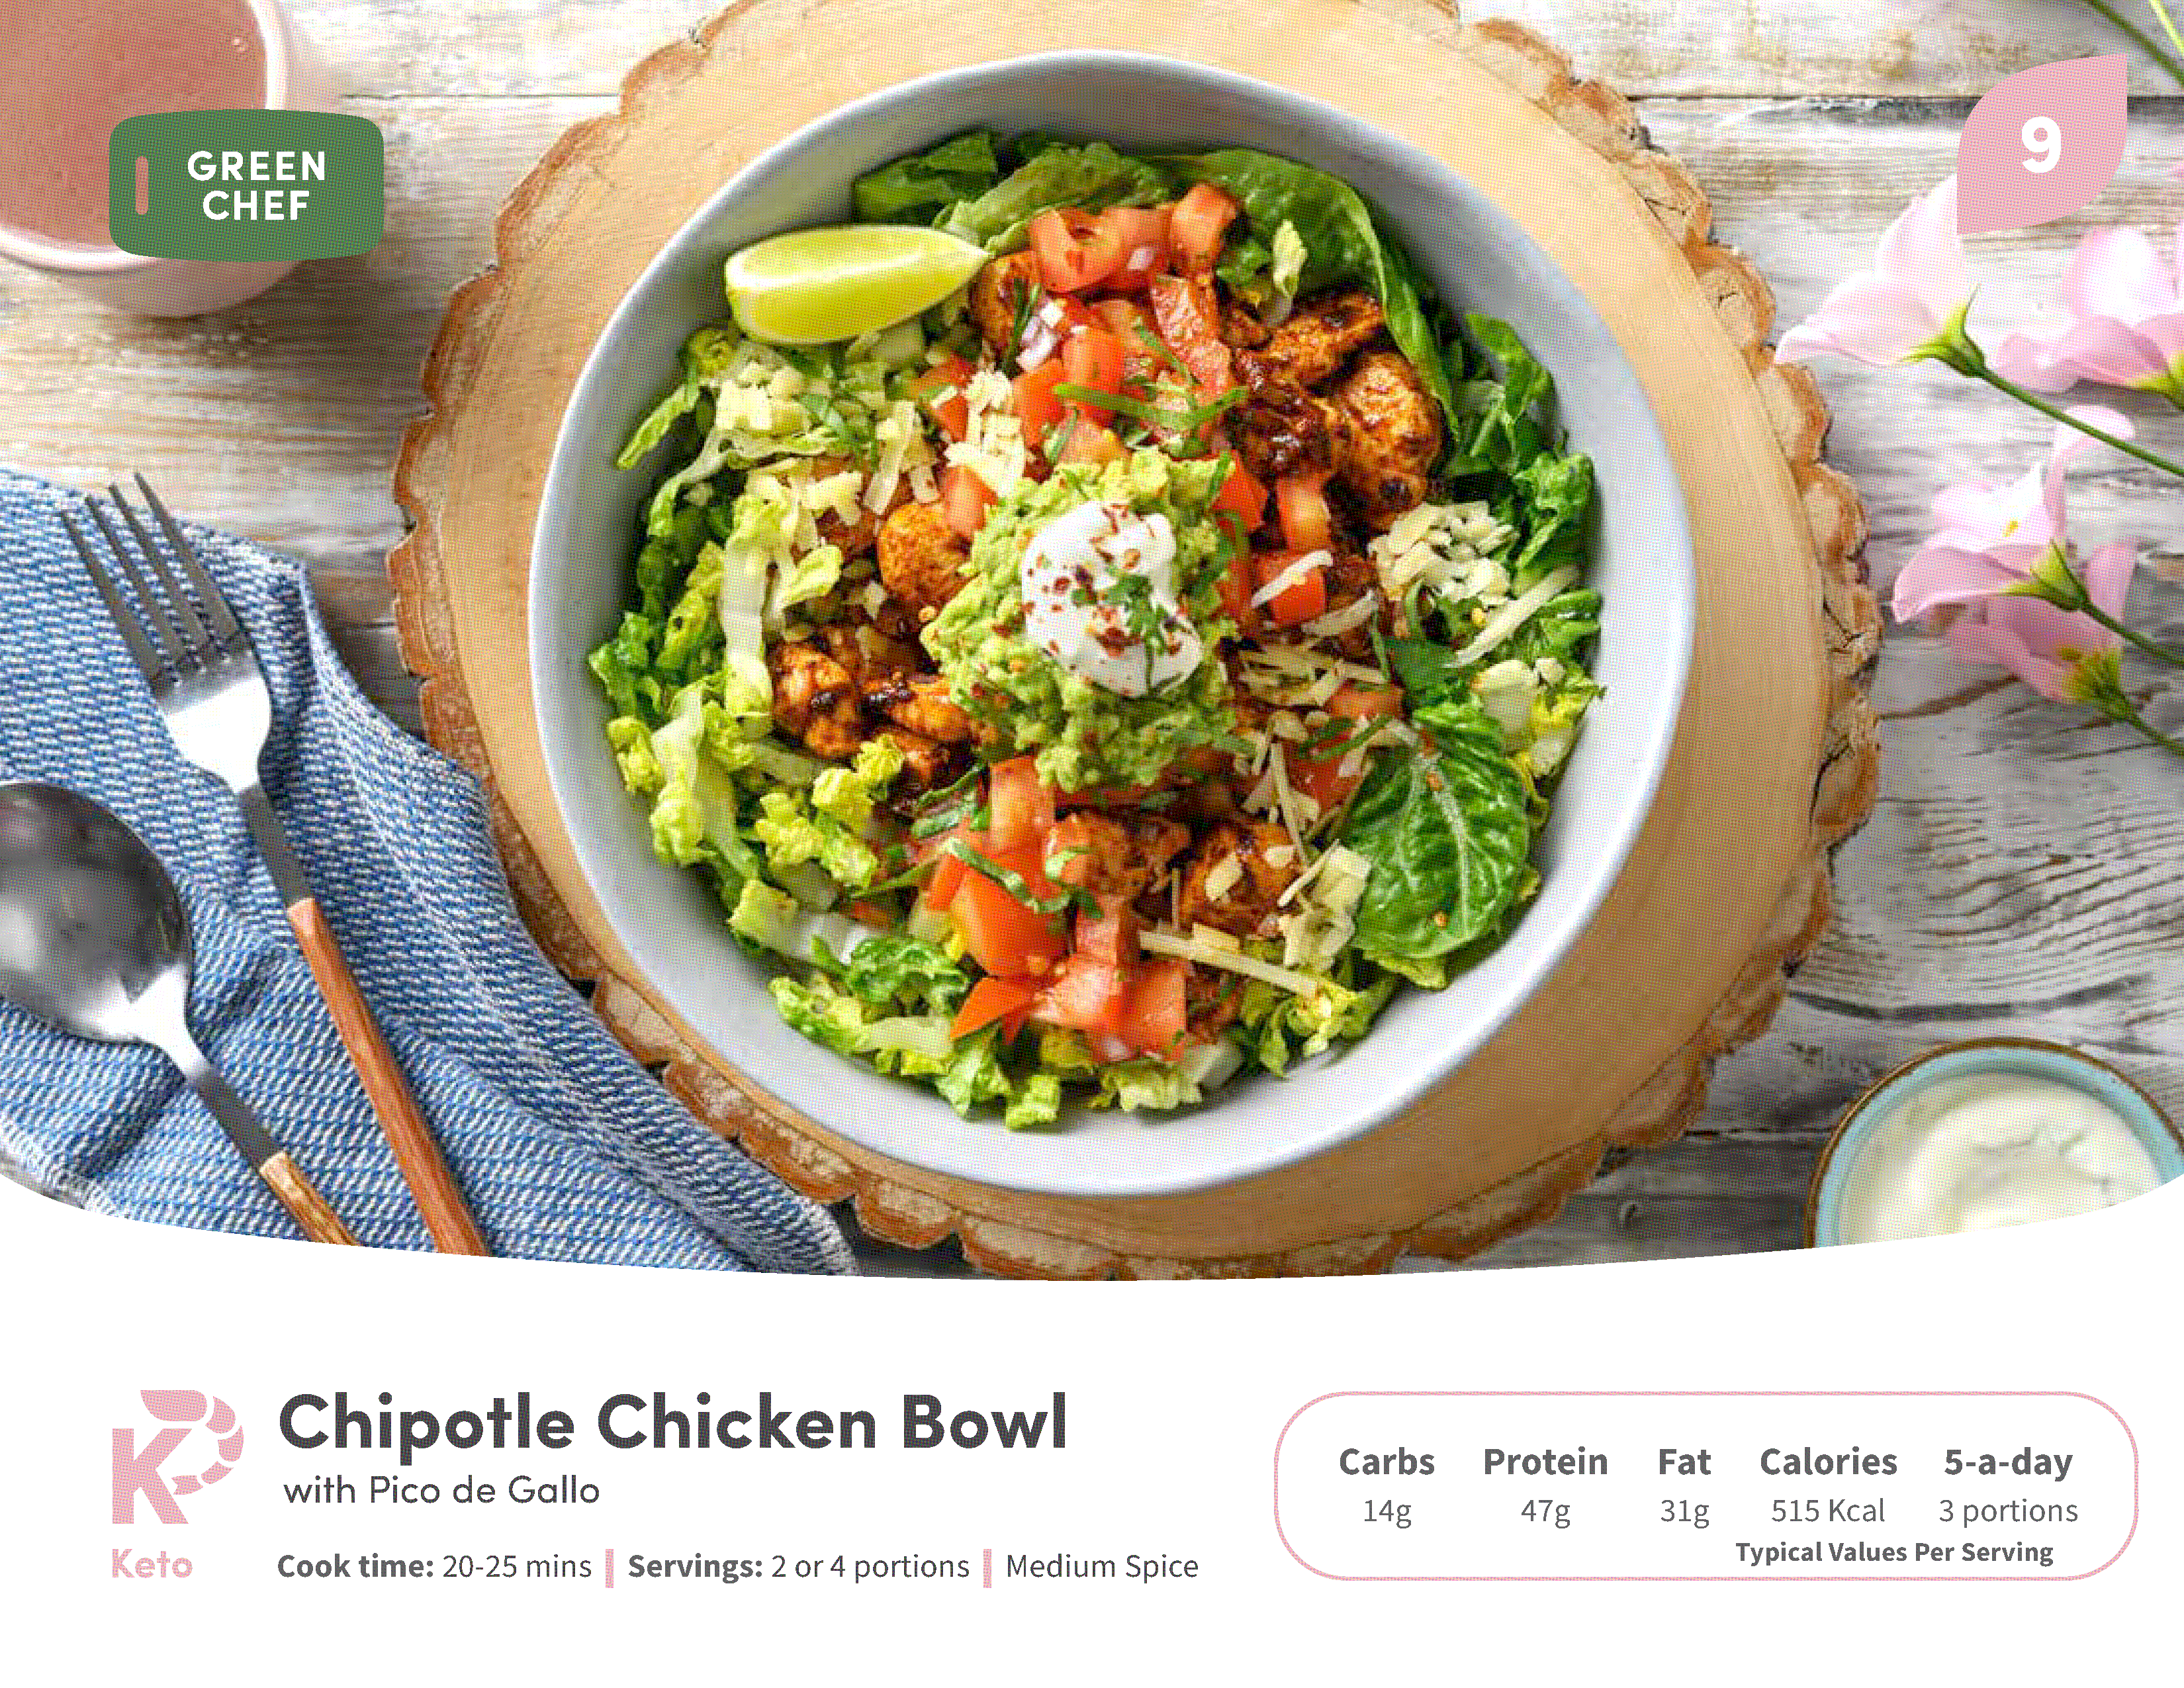 GREEN
CHEF
9
Chipotle Chicken Bowl
with Pico de Gallo
Keto
Cook time: 20-25 mins | Servings: 2 or 4 portions | Medium Spice
Carbs Protein Fat Calories 5-a-day
14g 47g 31g 515 Kcal 3 portions
Typical Values Per Serving